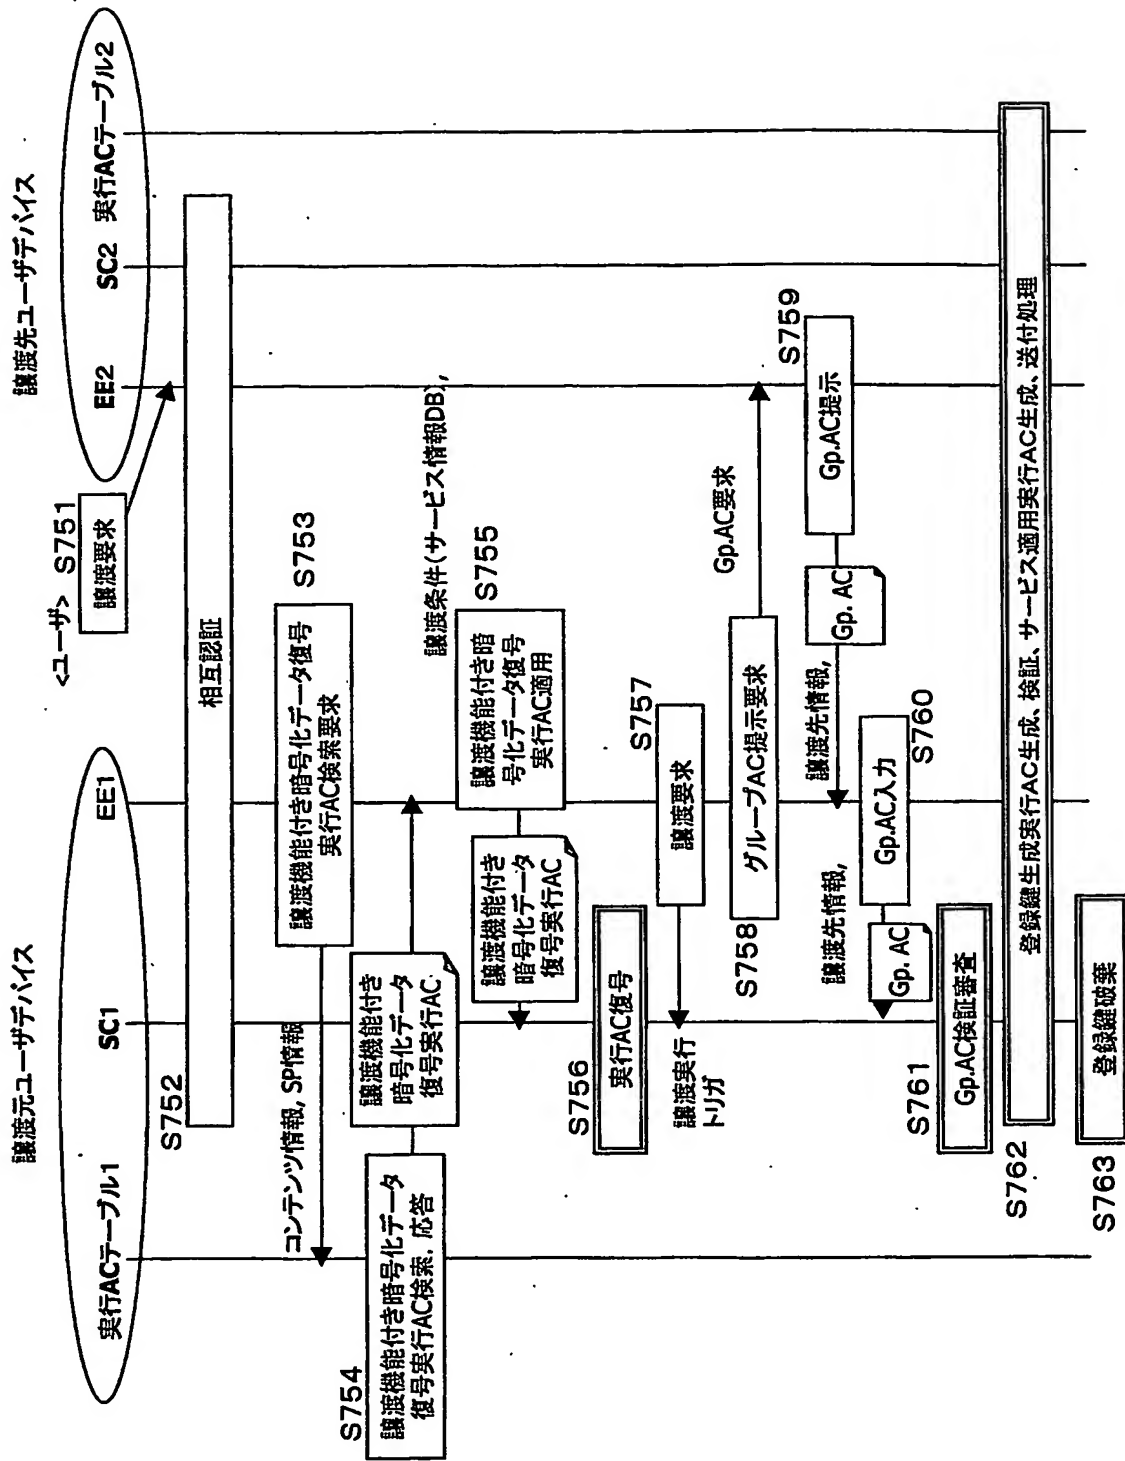 譲渡元ユーザデバイス
譲渡先ユーザデバイス
実行ACテーブル1
SC1
EE1
EE2
SC2
実行ACテーブル2
<ユーザ>
S751
譲渡要求
S752
相互認証
S753
譲渡機能付き暗号化データ復号
実行AC検索要求
コンテンツ情報, SP情報
S754
譲渡機能付き暗号化データ
復号実行AC検索, 応答
譲渡機能付き
暗号化データ
復号実行AC
譲渡条件(サービス情報DB),
S755
譲渡機能付き暗
号化データ復号
実行AC適用
譲渡機能付き
暗号化データ
復号実行AC
S756
実行AC復号
S757
譲渡要求
譲渡実行
トリガ
S758
グループAC提示要求
Gp.AC要求
S759
Gp.AC提示
Gp. AC
譲渡先情報,
S760
Gp.AC入力
譲渡先情報,
Gp. AC
S761
Gp.AC検証審査
S762
登録鍵生成実行AC生成、検証、サービス適用実行AC生成、送付処理
S763
登録鍵破棄